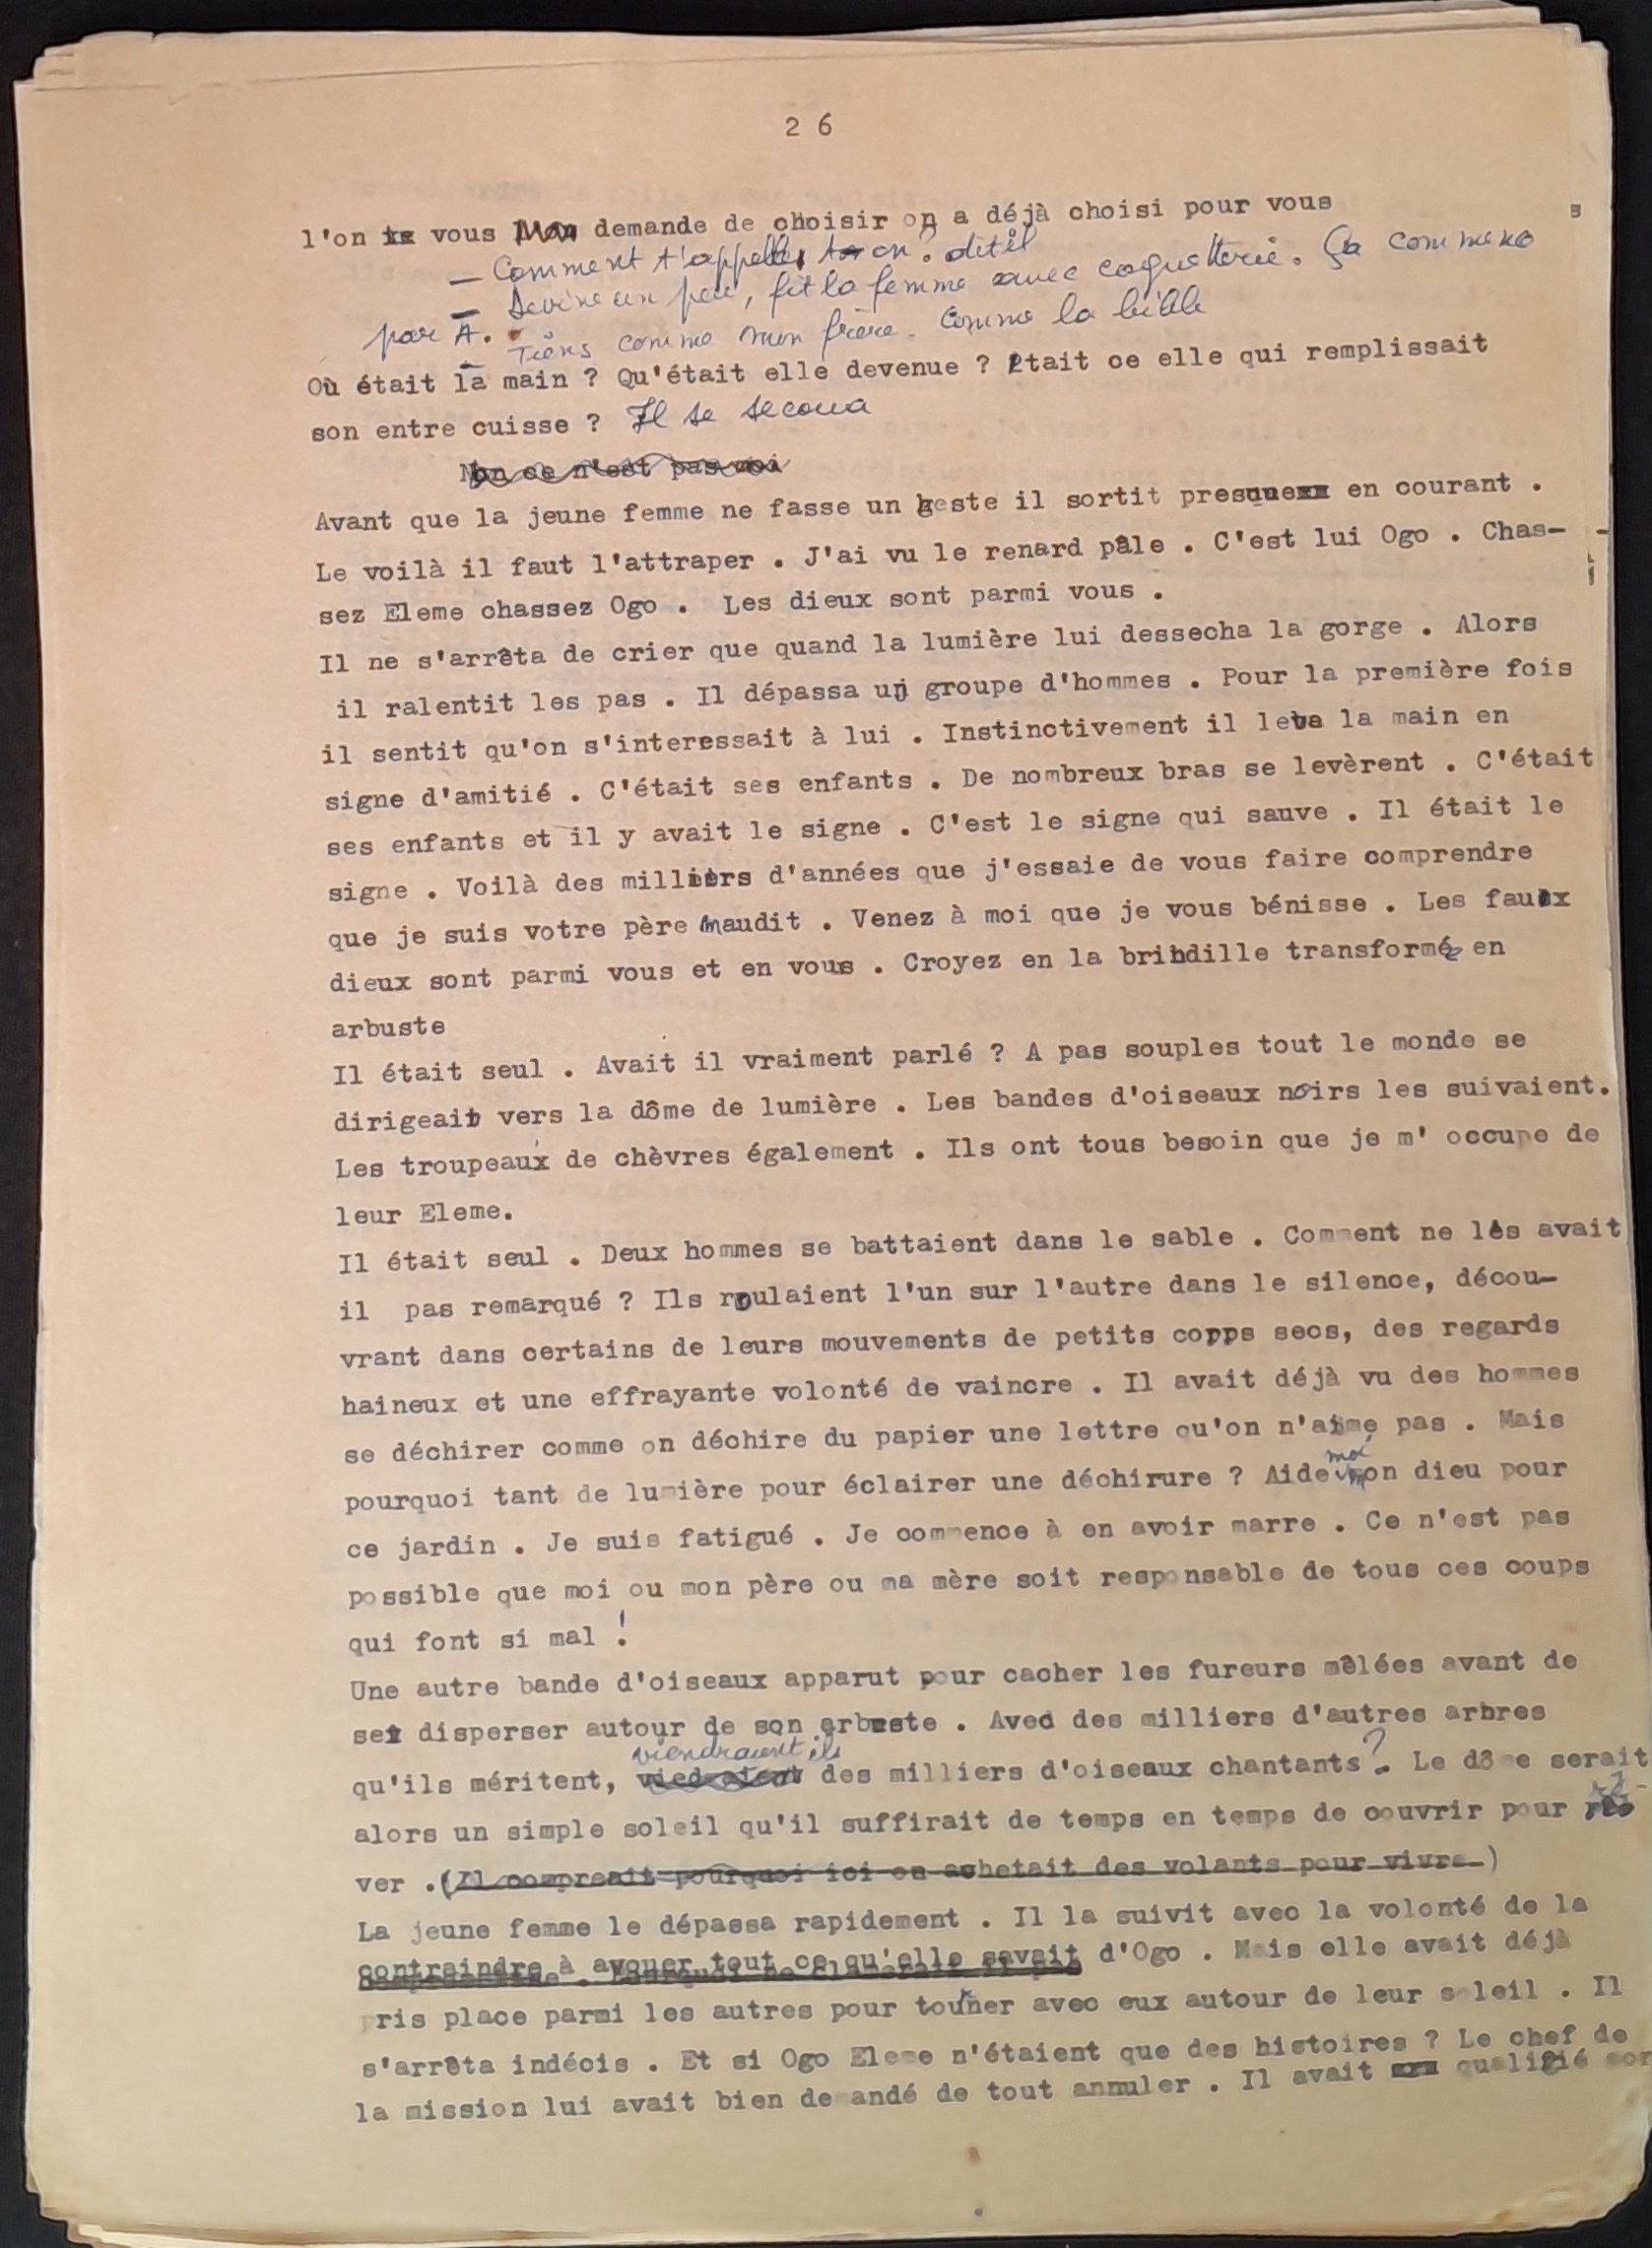 2 6
l'on vous demande de choisir on a déjà choisi pour vous
— Comment t'appelle, t-on ? dit il
— Devine un peu, fit la femme avec coquetterie. Ça commence
par A.
— Tiens comme mon frère. Comme la bible
Où était la main ? Qu'était elle devenue ? Etait ce elle qui remplissait
son entre cuisse ? Il se secoua
Non ce n'est pas moi
Avant que la jeune femme ne fasse un geste il sortit presque en courant .
Le voilà il faut l'attraper . J'ai vu le renard pâle . C'est lui Ogo . Chas-
sez Eleme chassez Ogo . Les dieux sont parmi vous .
Il ne s'arrêta de crier que quand la lumière lui dessecha la gorge . Alors
il ralentit les pas . Il dépassa un groupe d'hommes . Pour la première fois
il sentit qu'on s'interessait à lui . Instinctivement il leva la main en
signe d'amitié . C'était ses enfants . De nombreux bras se levèrent . C'était
ses enfants et il y avait le signe . C'est le signe qui sauve . Il était le
signe . Voilà des milliers d'années que j'essaie de vous faire comprendre
que je suis votre père maudit . Venez à moi que je vous bénisse . Les faux
dieux sont parmi vous et en vous . Croyez en la brindille transformée en
arbuste
Il était seul . Avait il vraiment parlé ? A pas souples tout le monde se
dirigeait vers la dôme de lumière . Les bandes d'oiseaux noirs les suivaient.
Les troupeaux de chèvres également . Ils ont tous besoin que je m' occupe de
leur Eleme.
Il était seul . Deux hommes se battaient dans le sable . Comment ne les avait
il pas remarqué ? Ils roulaient l'un sur l'autre dans le silence, décou-
vrant dans certains de leurs mouvements de petits corps secs, des regards
haineux et une effrayante volonté de vaincre . Il avait déjà vu des hommes
se déchirer comme on déchire du papier une lettre qu'on n'aime pas . Mais
pourquoi tant de lumière pour éclairer une déchirure ? Aide moi mon dieu pour
ce jardin . Je suis fatigué . Je commence à en avoir marre . Ce n'est pas
possible que moi ou mon père ou ma mère soit responsable de tous ces coups
qui font si mal !
Une autre bande d'oiseaux apparut pour cacher les fureurs mêlées avant de
se disperser autour de son arbuste . Avec des milliers d'autres arbres
qu'ils méritent, viendraient ils des milliers d'oiseaux chantants ? . Le dôme serait
alors un simple soleil qu'il suffirait de temps en temps de couvrir pour rê-
ver . (Il compreait pourquoi ici on achetait des volants pour vivre )
La jeune femme le dépassa rapidement . Il la suivit avec la volonté de la
contraindre à avouer tout ce qu'elle savait d'Ogo . Mais elle avait déjà
pris place parmi les autres pour tourner avec eux autour de leur soleil . Il
s'arrêta indécis . Et si Ogo Eleme n'étaient que des histoires ? Le chef de
la mission lui avait bien demandé de tout annuler . Il avait qualifié